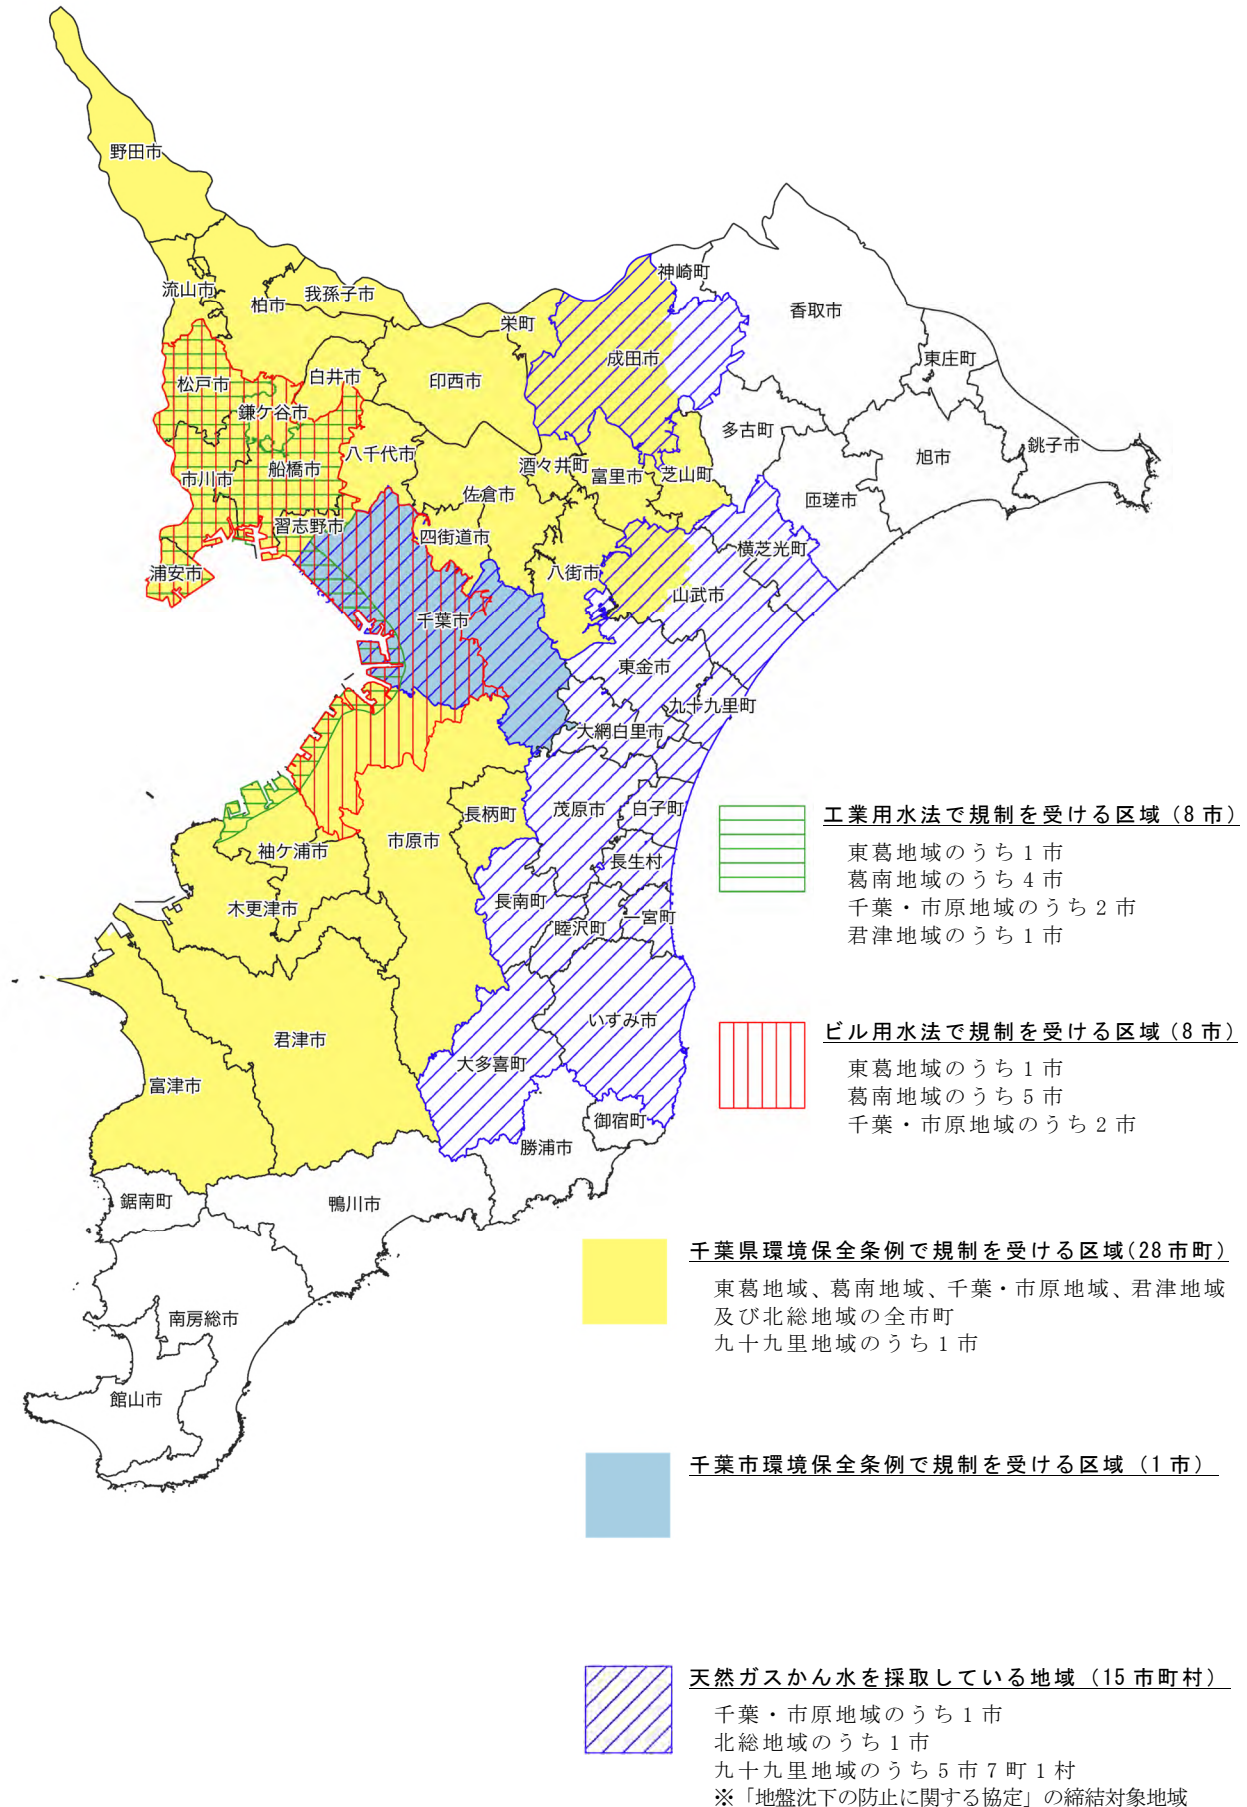 野田市
流山市
柏市
我孫子市
栄町
神崎町
香取市
東庄町
松戸市
鎌ケ谷市
白井市
印西市
成田市
多古町
旭市
銚子市
市川市
船橋市
八千代市
佐倉市
酒々井町
富里市
芝山町
匝瑳市
習志野市
四街道市
八街市
横芝光町
浦安市
千葉市
山武市
東金市
九十九里町
大網白里市
長柄町
茂原市
白子町
市原市
袖ケ浦市
長生村
木更津市
長南町
睦沢町
一宮町
君津市
いすみ市
大多喜町
富津市
御宿町
勝浦市
鋸南町
鴨川市
南房総市
館山市
工業用水法で規制を受ける区域(8市)
東葛地域のうち1市
葛南地域のうち4市
千葉・市原地域のうち2市
君津地域のうち1市
ビル用水法で規制を受ける区域(8市)
東葛地域のうち1市
葛南地域のうち5市
千葉・市原地域のうち2市
千葉県環境保全条例で規制を受ける区域(28市町)
東葛地域、葛南地域、千葉・市原地域、君津地域
及び北総地域の全市町
九十九里地域のうち1市
千葉市環境保全条例で規制を受ける区域(1市)
天然ガスかん水を採取している地域(15市町村)
千葉・市原地域のうち1市
北総地域のうち1市
九十九里地域のうち5市7町1村
※「地盤沈下の防止に関する協定」の締結対象地域